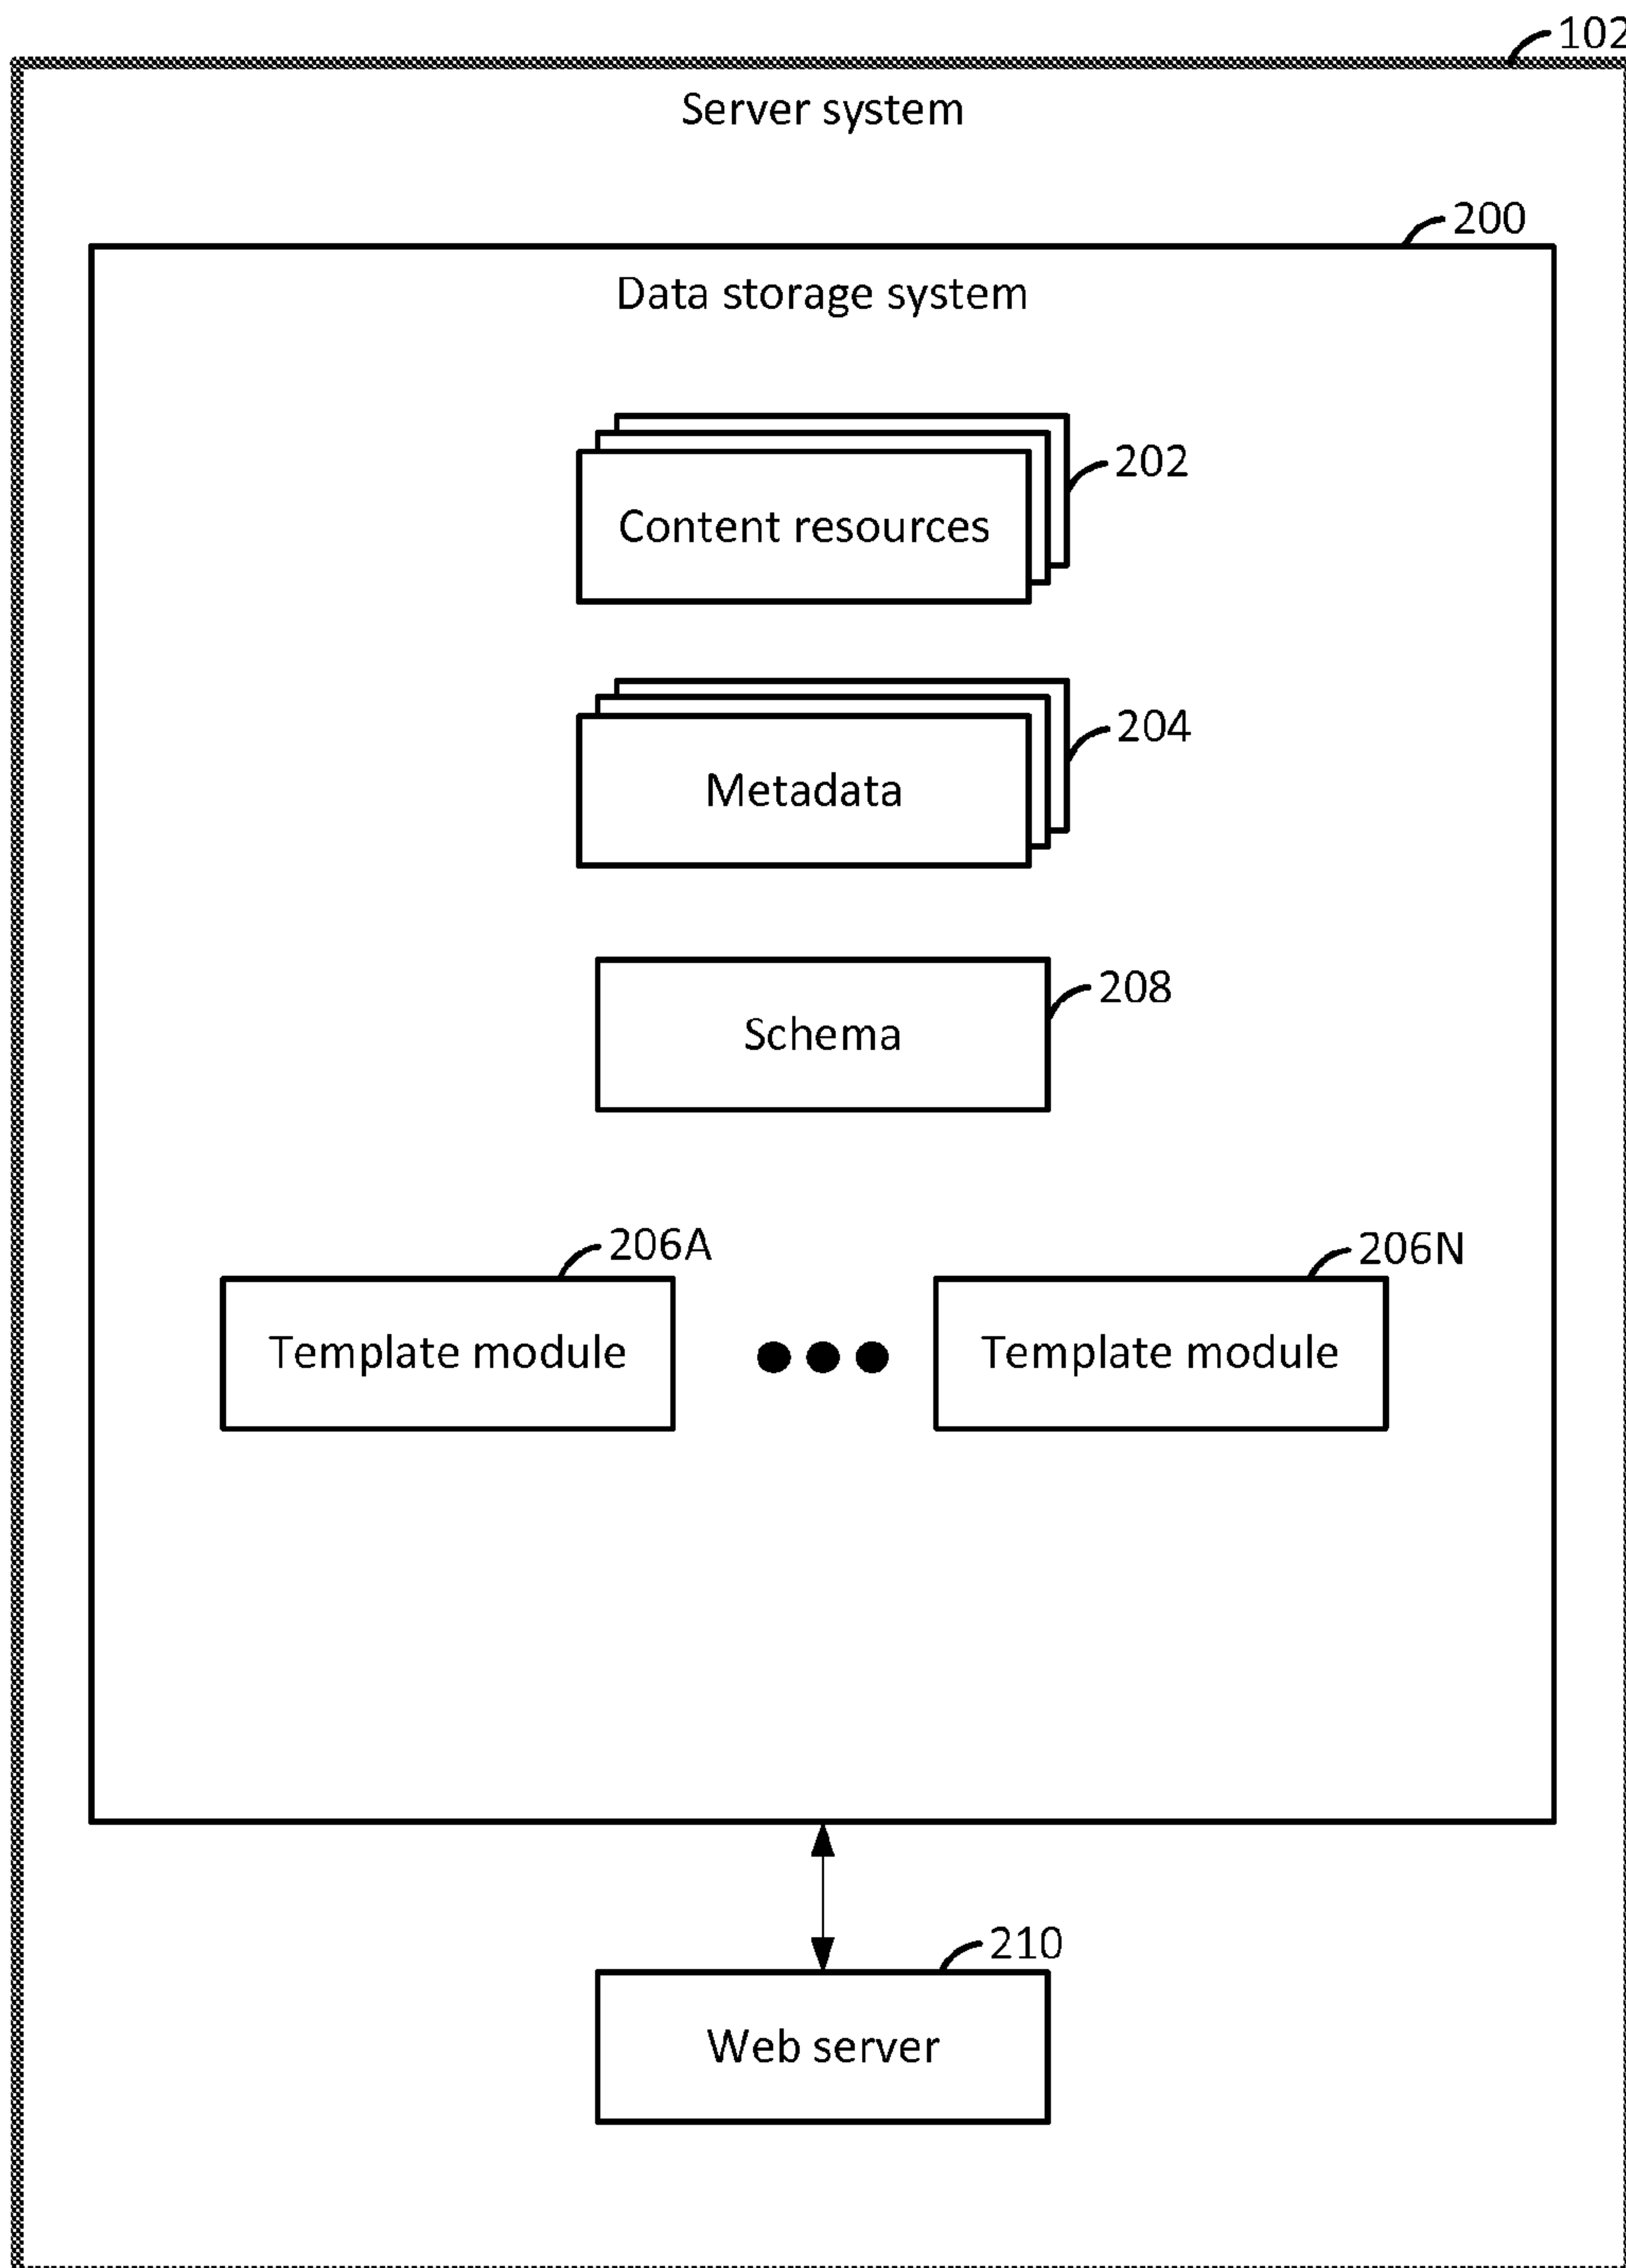 102
Server system
200
Data storage system
202
Content resources
204
Metadata
208
Schema
206A
206N
Template module
Template module
210
Web server